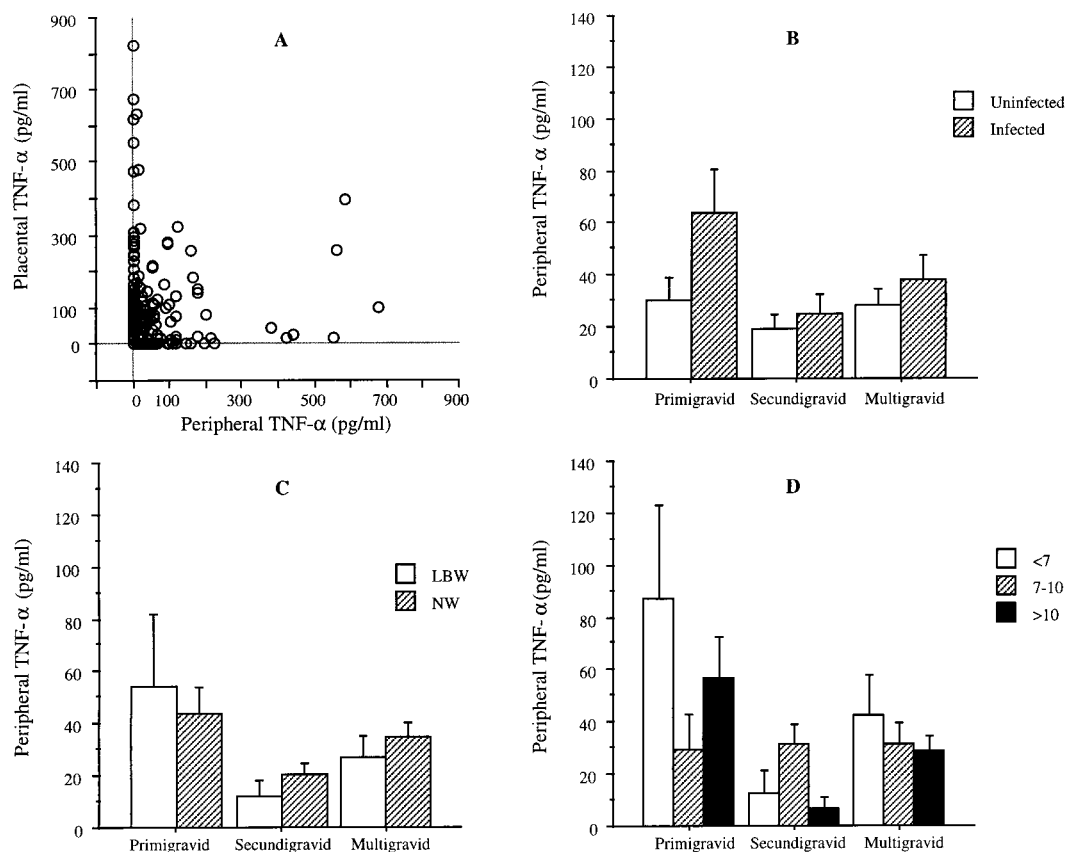 A
Placental TNF-α (pg/ml)
900
700
500
300
100
0
0 100 300 500 700 900
Peripheral TNF-α (pg/ml)
B
Peripheral TNF-α (pg/ml)
140
120
100
80
60
40
20
0
Uninfected
Infected
Primigravid Secundigravid Multigravid
C
Peripheral TNF-α (pg/ml)
140
120
100
80
60
40
20
0
LBW
NW
Primigravid Secundigravid Multigravid
D
Peripheral TNF-α(pg/ml)
140
120
100
80
60
40
20
0
<7
7-10
>10
Primigravid Secundigravid Multigravid